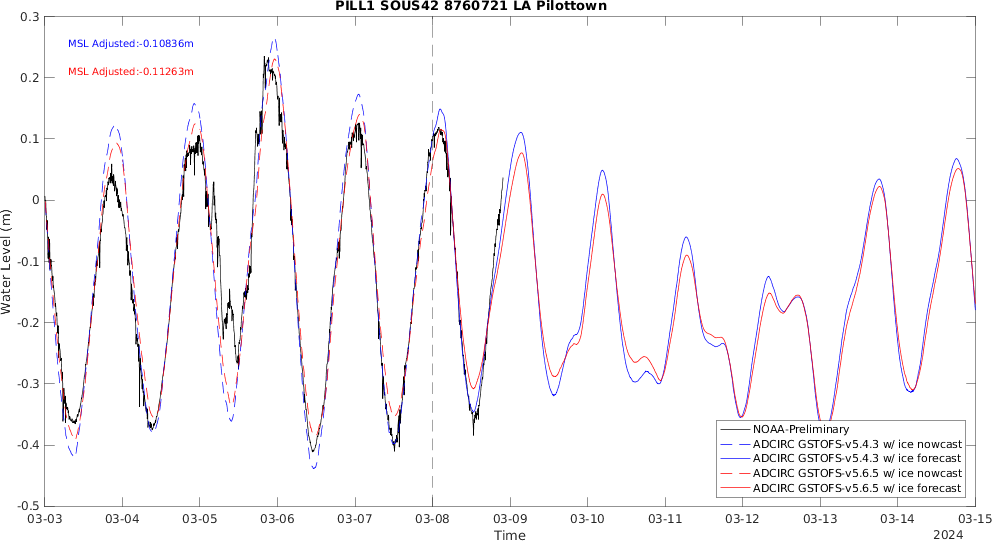 PILL1 SOUS42 8760721 LA Pilottown
MSL Adjusted:-0.10836m
MSL Adjusted:-0.11263m
0.3
0.2
0.1
0
-0.1
-0.2
-0.3
-0.4
-0.5
Water Level (m)
NOAA-Preliminary
ADCIRC GSTOFS-v5.4.3 w/ ice nowcast
ADCIRC GSTOFS-v5.4.3 w/ ice forecast
ADCIRC GSTOFS-v5.6.5 w/ ice nowcast
ADCIRC GSTOFS-v5.6.5 w/ ice forecast
03-03 03-04 03-05 03-06 03-07 03-08 03-09 03-10 03-11 03-12 03-13 03-14 03-15
Time
2024